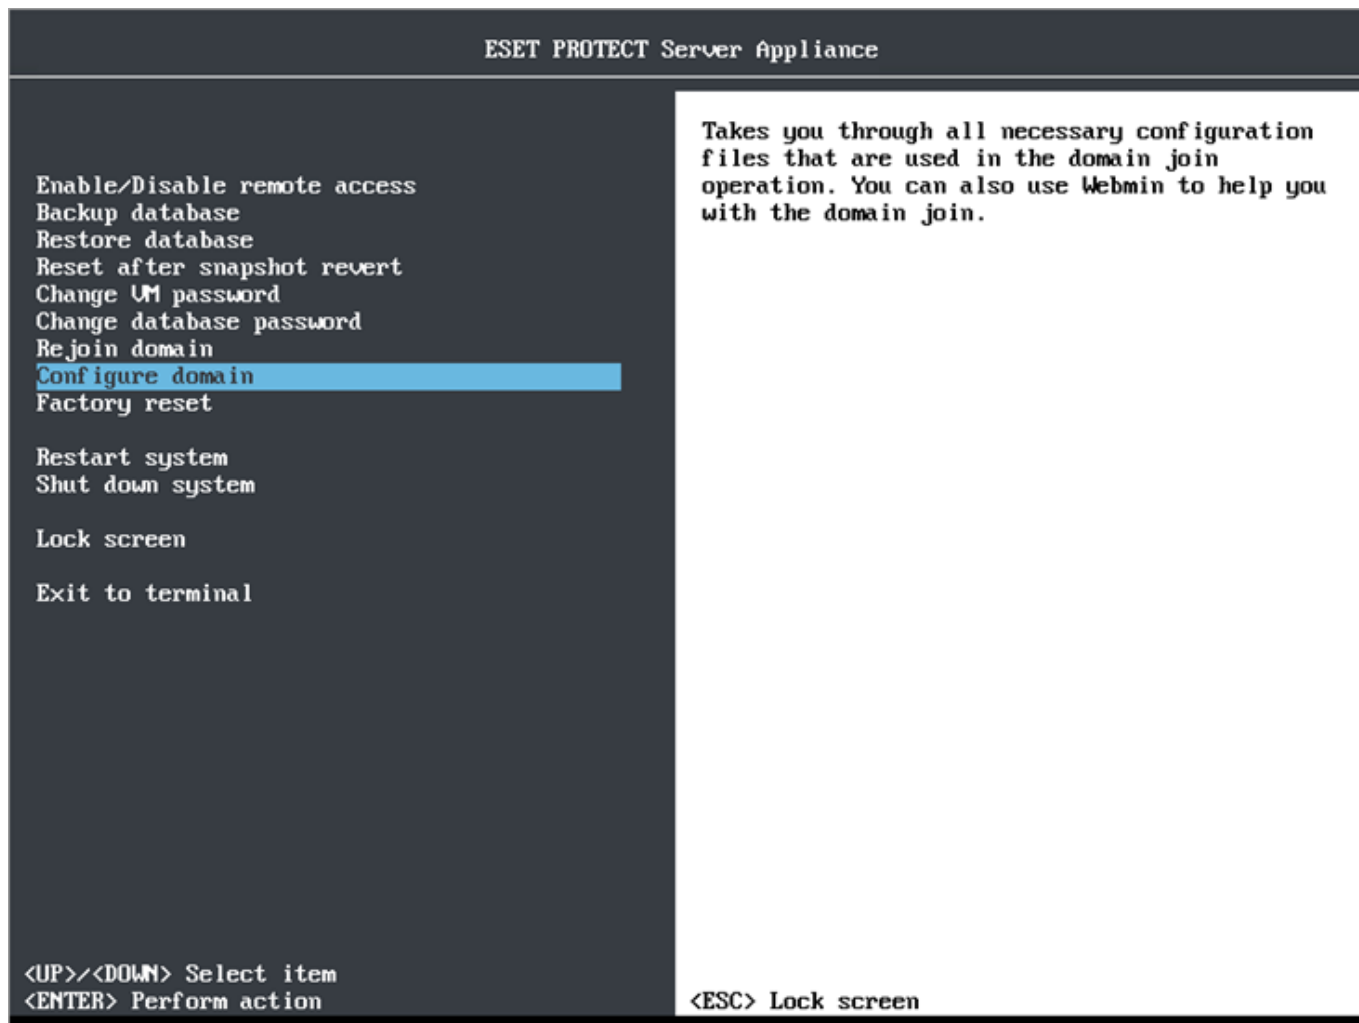 ESET PROTECT Server Appliance
Enable/Disable remote access
Backup database
Restore database
Reset after snapshot revert
Change VM password
Change database password
Rejoin domain
Configure domain
Factory reset
Restart system
Shut down system
Lock screen
Exit to terminal
<UP>/<DOWN> Select item
<ENTER> Perform action
Takes you through all necessary configuration
files that are used in the domain join
operation. You can also use Webmin to help you
with the domain join.
<ESC> Lock screen